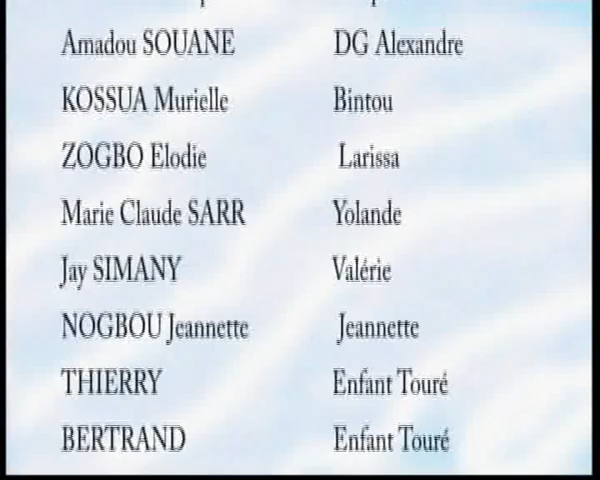 Amadou SOUANE DG Alexandre
KOSSUA Murielle Bintou
ZOGBO Elodie Larissa
Marie Claude SARR Yolande
Jay SIMANY Valérie
NOGBOU Jeannette Jeannette
THIERRY Enfant Touré
BERTRAND Enfant Touré